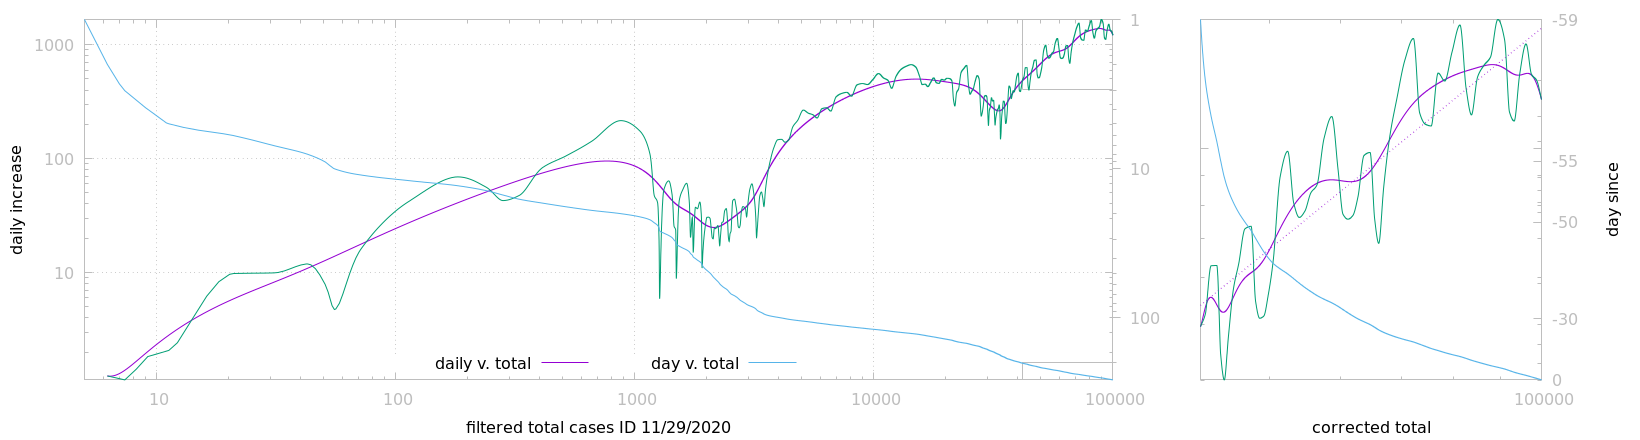 1000
100
10
daily increase
10
100
1000
10000
100000
1
10
100
daily v. total
day v. total
filtered total cases ID 11/29/2020
-59
-55
-50
-30
0
day since
100000
corrected total